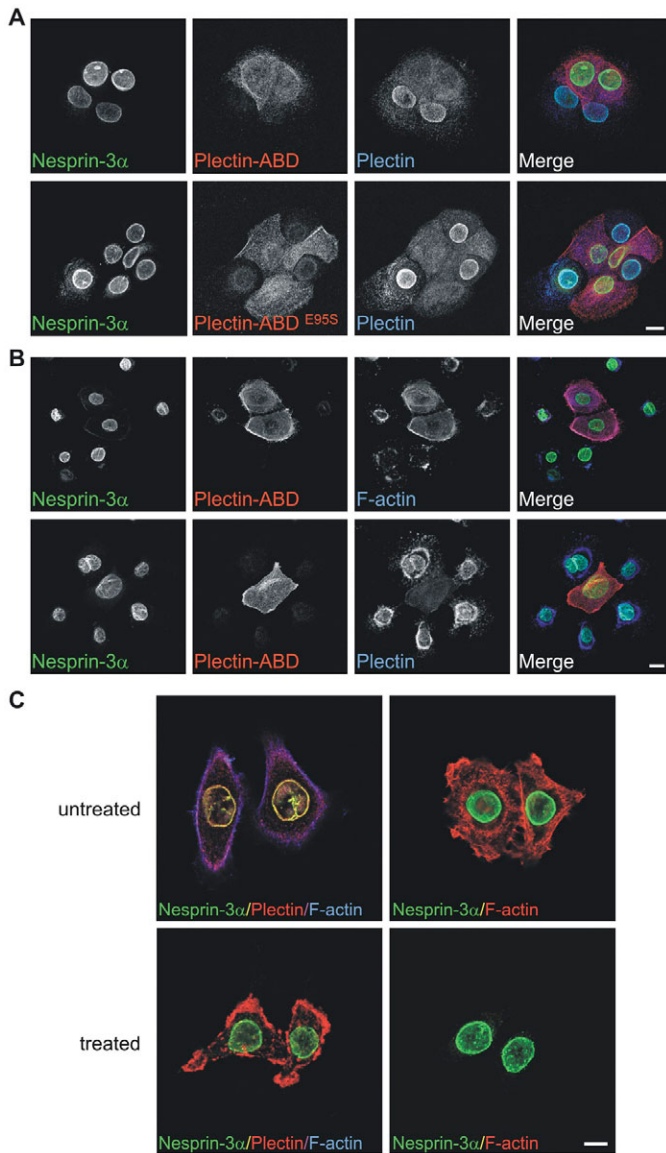 A
Nesprin-3α Plectin-ABD Plectin Merge
Nesprin-3α Plectin-ABD E95S Plectin Merge
B
Nesprin-3α Plectin-ABD F-actin Merge
Nesprin-3α Plectin-ABD Plectin Merge
C
untreated
Nesprin-3α/Plectin/F-actin Nesprin-3α/F-actin
treated
Nesprin-3α/Plectin/F-actin Nesprin-3α/F-actin